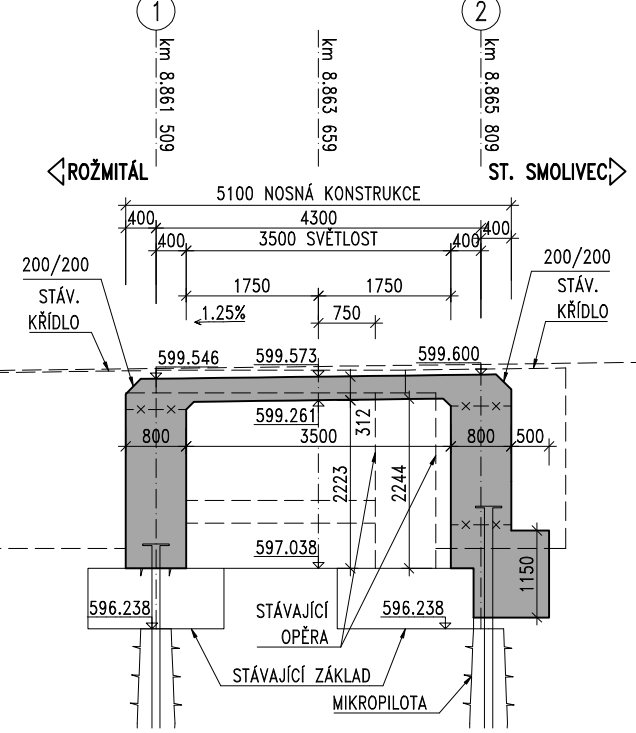 1
2
km 8.861 509
km 8.863 659
km 8.865 809
ROŽMITÁL
ST. SMOLIVEC
5100 NOSNÁ KONSTRUKCE
400
4300
400
400
3500 SVĚTLOST
400
200/200
200/200
1750
1750
STÁV.
KŘÍDLO
STÁV.
KŘÍDLO
1.25%
750
599.546
599.573
599.600
599.261
312
800
3500
800
500
2223
2244
597.038
1150
596.238
596.238
STÁVAJÍCÍ
OPĚRA
STÁVAJÍCÍ ZÁKLAD
MIKROPILOTA